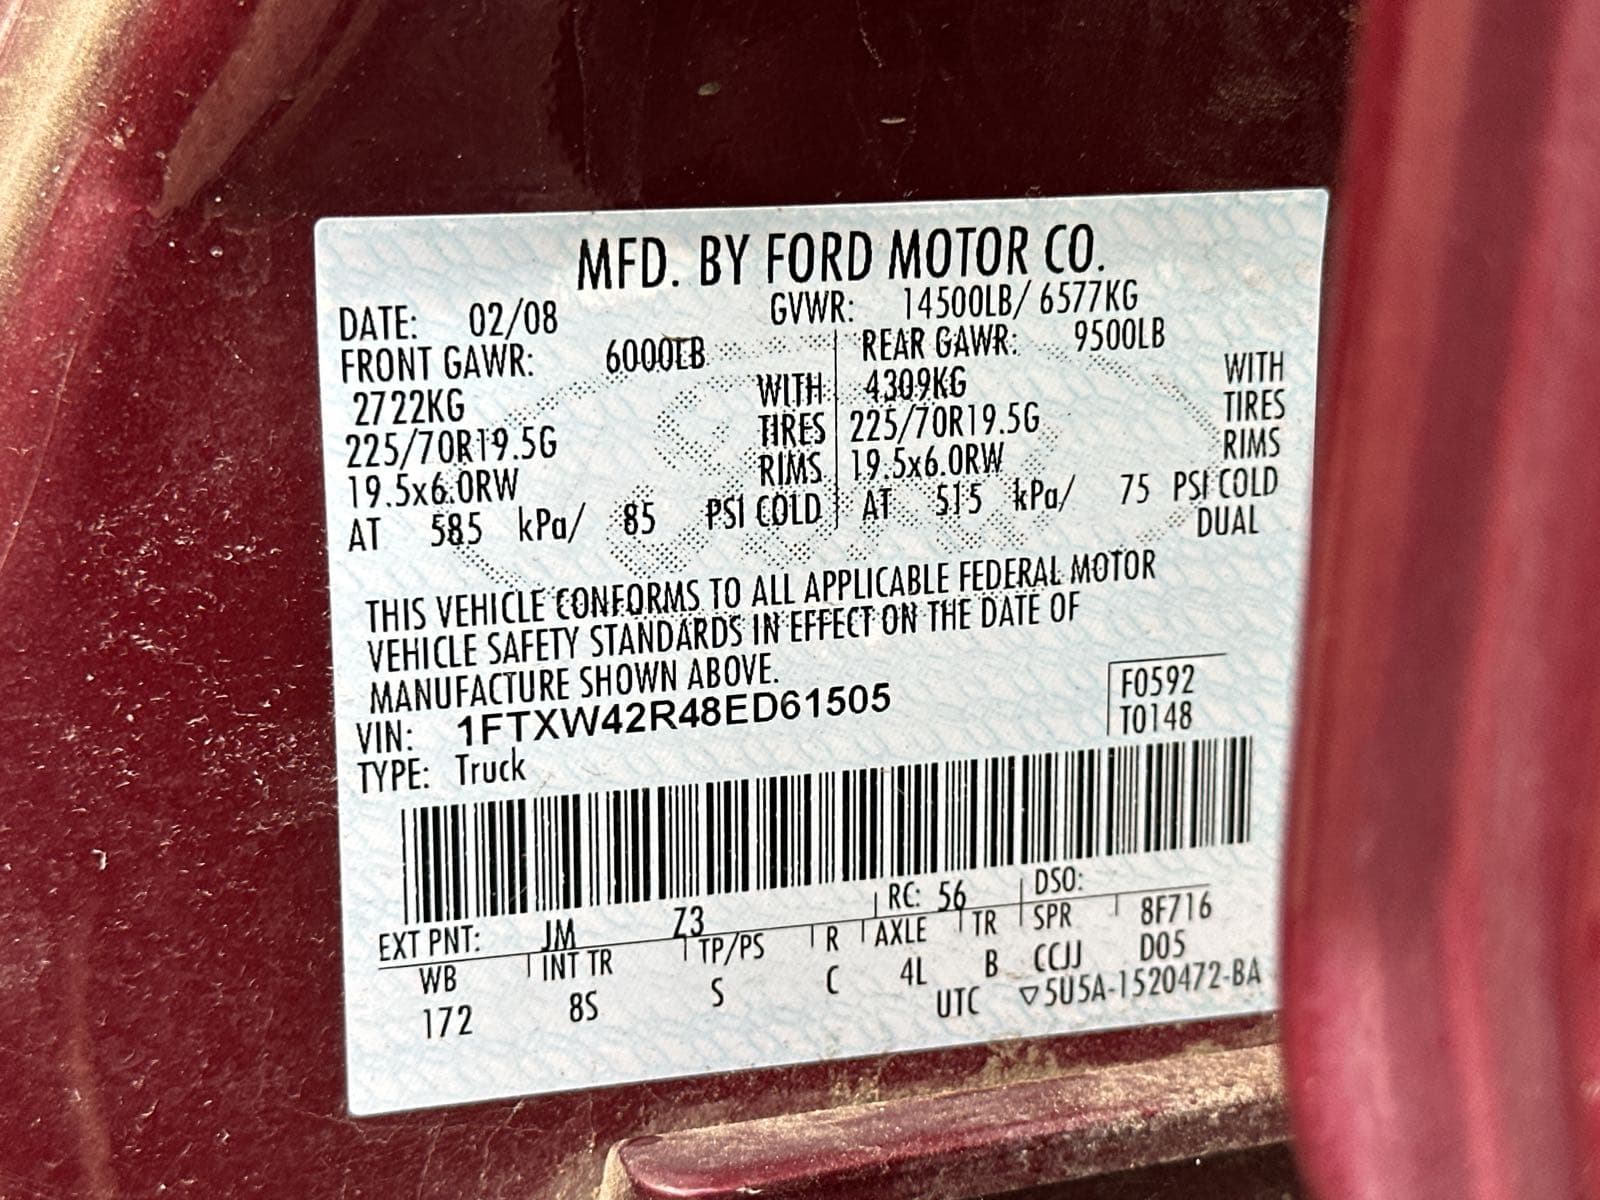 MFD. BY FORD MOTOR CO.
DATE: 02/08 GVWR: 14500LB/ 6577KG
FRONT GAWR: 6000LB REAR GAWR: 9500LB
2722KG WITH 4309KG WITH
225/70R19.5G TIRES 225/70R19.5G TIRES
19.5x6.0RW RIMS 19.5x6.0RW RIMS
AT 585 kPa/ 85 PSI COLD AT 515 kPa/ 75 PSI COLD
DUAL
THIS VEHICLE CONFORMS TO ALL APPLICABLE FEDERAL MOTOR
VEHICLE SAFETY STANDARDS IN EFFECT ON THE DATE OF
MANUFACTURE SHOWN ABOVE.
VIN: 1FTXW42R48ED61505 F0592
TYPE: Truck T0148
EXT PNT: JM Z3 RC: 56 DSO:
WB INT TR TP/PS R AXLE TR SPR 8F716
172 8S S C 4L B CCJJ D05
UTC ▽5U5A-1520472-BA